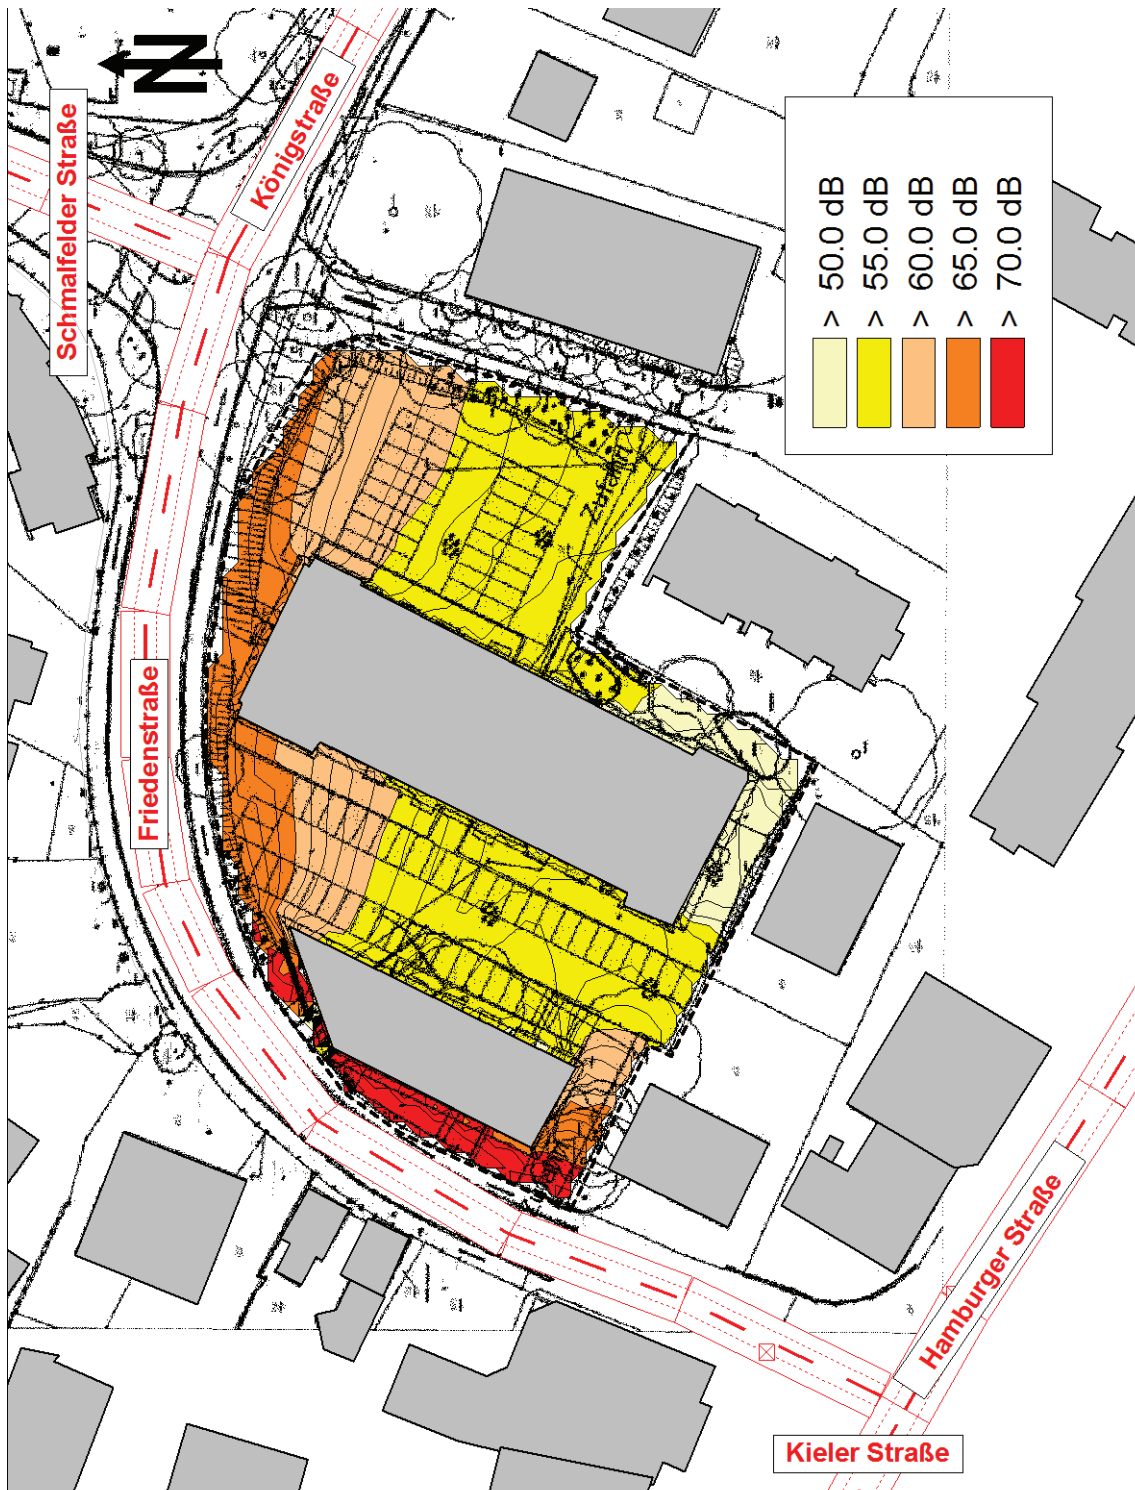 Schmalfelder Straße
Königstraße
Friedenstraße
Zufahrt
> 50.0 dB
> 55.0 dB
> 60.0 dB
> 65.0 dB
> 70.0 dB
Hamburger Straße
Kieler Straße
N